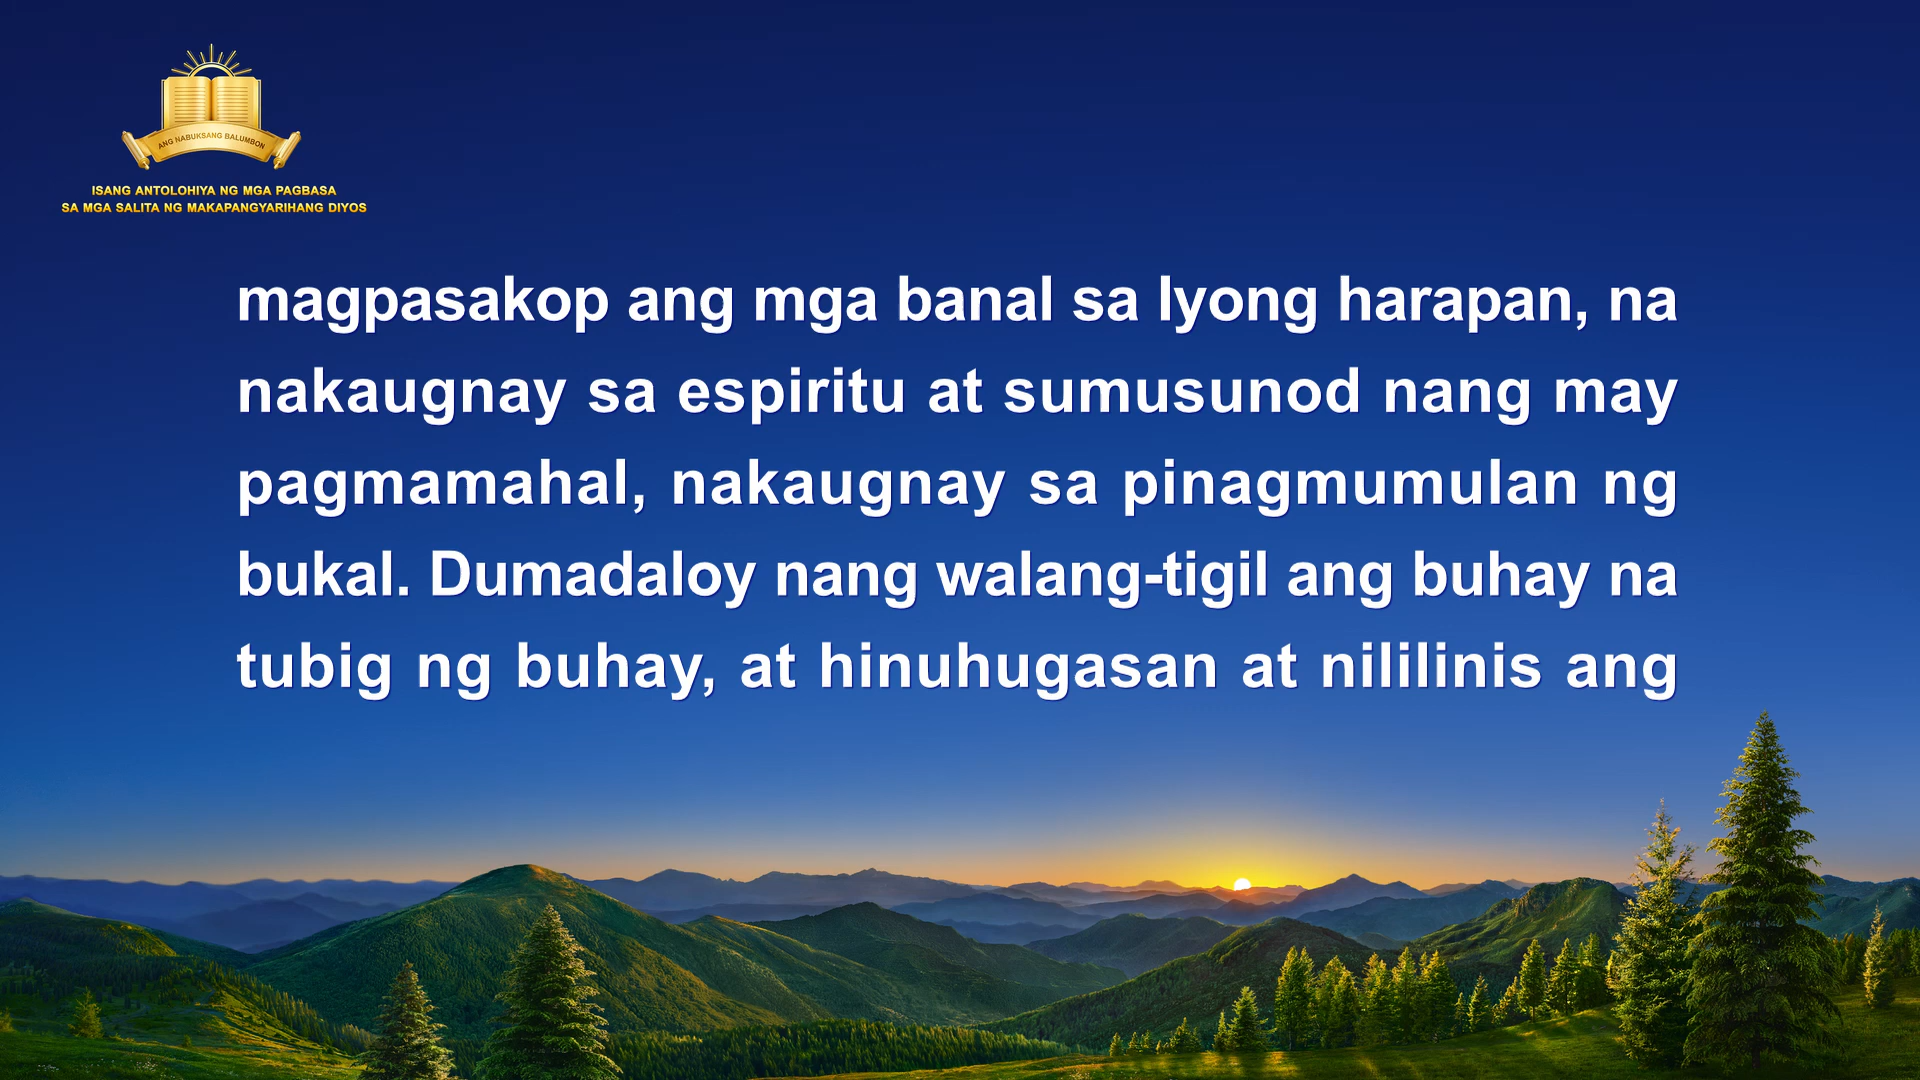 ANG NABUKSANG BALUMBON
ISANG ANTOLOHIYA NG MGA PAGBASA
SA MGA SALITA NG MAKAPANGYARIHANG DIYOS
magpasakop ang mga banal sa Iyong harapan, na
nakaugnay sa espiritu at sumusunod nang may
pagmamahal, nakaugnay sa pinagmumulan ng
bukal. Dumadaloy nang walang-tigil ang buhay na
tubig ng buhay, at hinuhugasan at nililinis ang